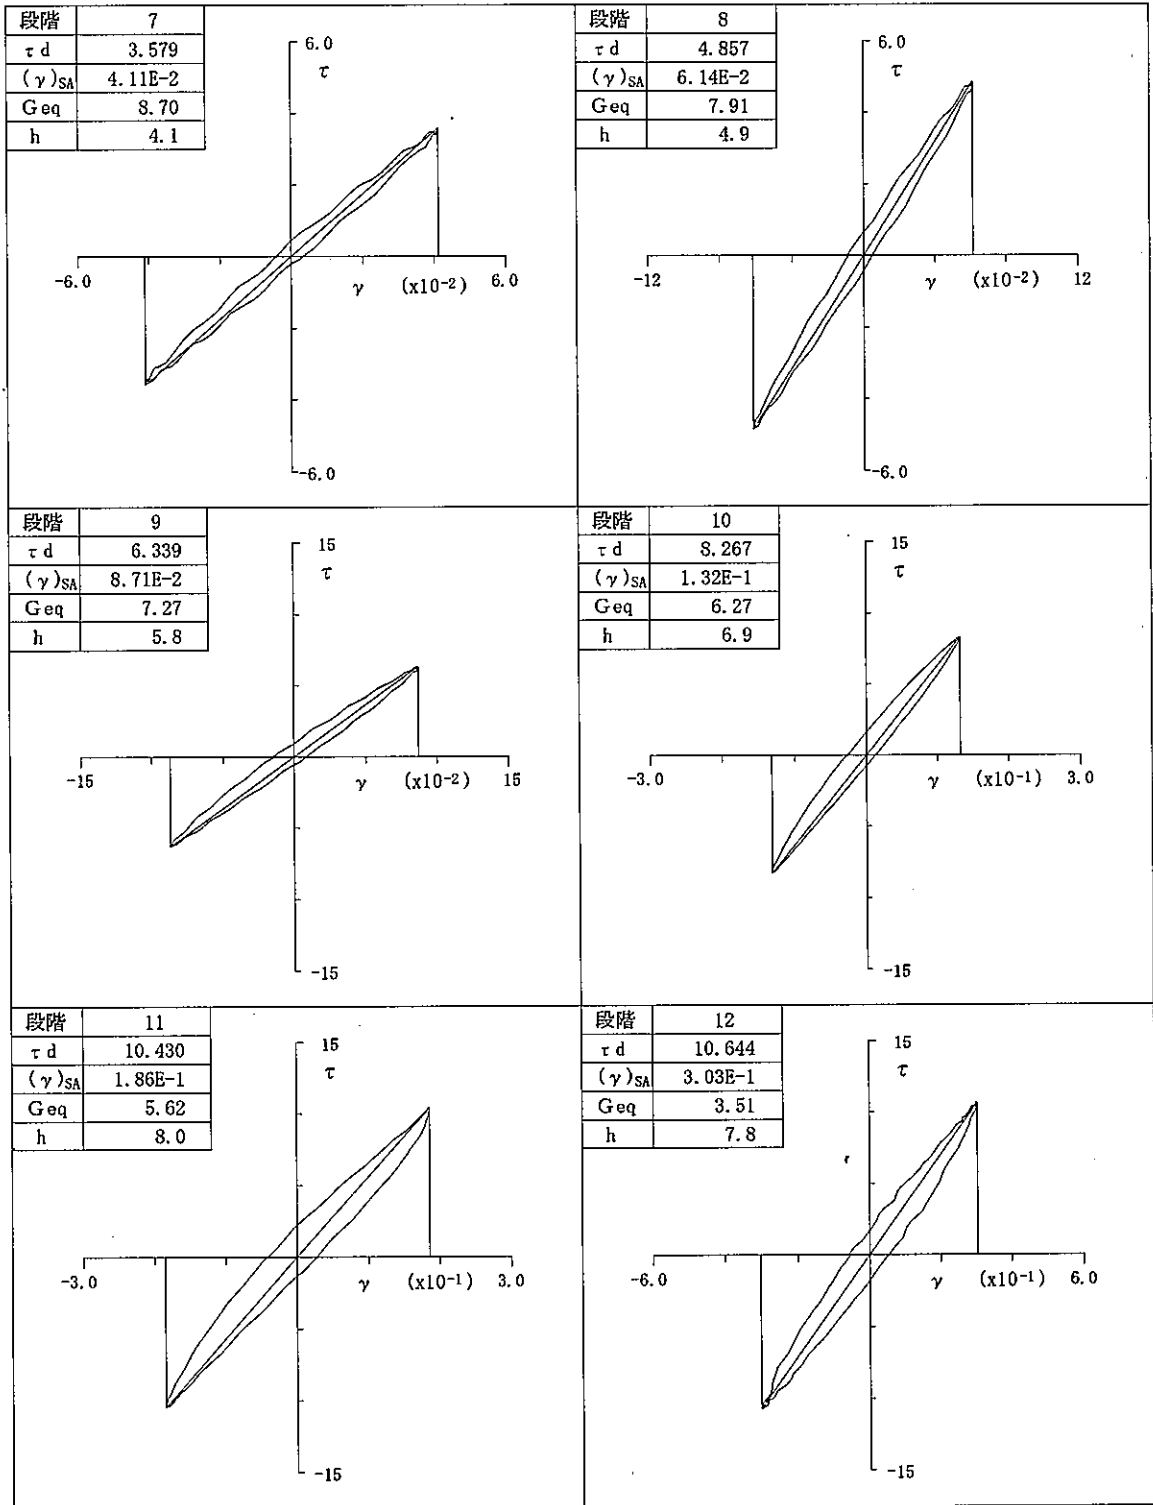 段階 7
τd 3.579
(γ)SA 4.11E-2
Geq 8.70
h 4.1
6.0
τ
-6.0
γ (x10-2) 6.0
-6.0
段階 8
τd 4.857
(γ)SA 6.14E-2
Geq 7.91
h 4.9
6.0
τ
-12
γ (x10-2) 12
-6.0
段階 9
τd 6.339
(γ)SA 8.71E-2
Geq 7.27
h 5.8
15
τ
-15
γ (x10-2) 15
-15
段階 10
τd 8.267
(γ)SA 1.32E-1
Geq 6.27
h 6.9
15
τ
-3.0
γ (x10-1) 3.0
-15
段階 11
τd 10.430
(γ)SA 1.86E-1
Geq 5.62
h 8.0
15
τ
-3.0
γ (x10-1) 3.0
-15
段階 12
τd 10.644
(γ)SA 3.03E-1
Geq 3.51
h 7.8
15
τ
-6.0
γ (x10-1) 6.0
-15